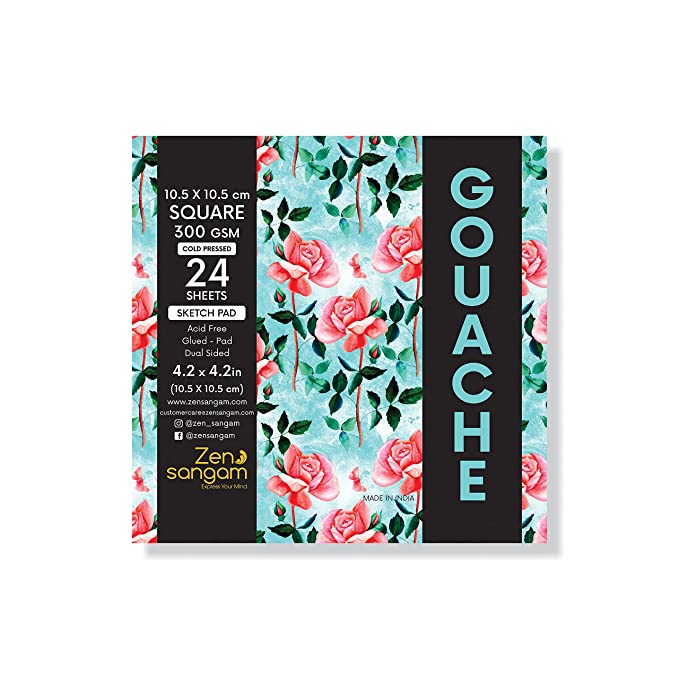 10.5 X 10.5 cm
SQUARE
300 GSM
COLD PRESSED
24
SHEETS
SKETCH PAD
Acid Free
Glued - Pad
Dual Sided
4.2 x 4.2in
(10.5 X 10.5 cm)
www.zensangam.com
customercareezensangam.com
@zen_sangam
@zensangam
Zen
sangam
Express Your Mind
MADE IN INDIA
GOUACHE